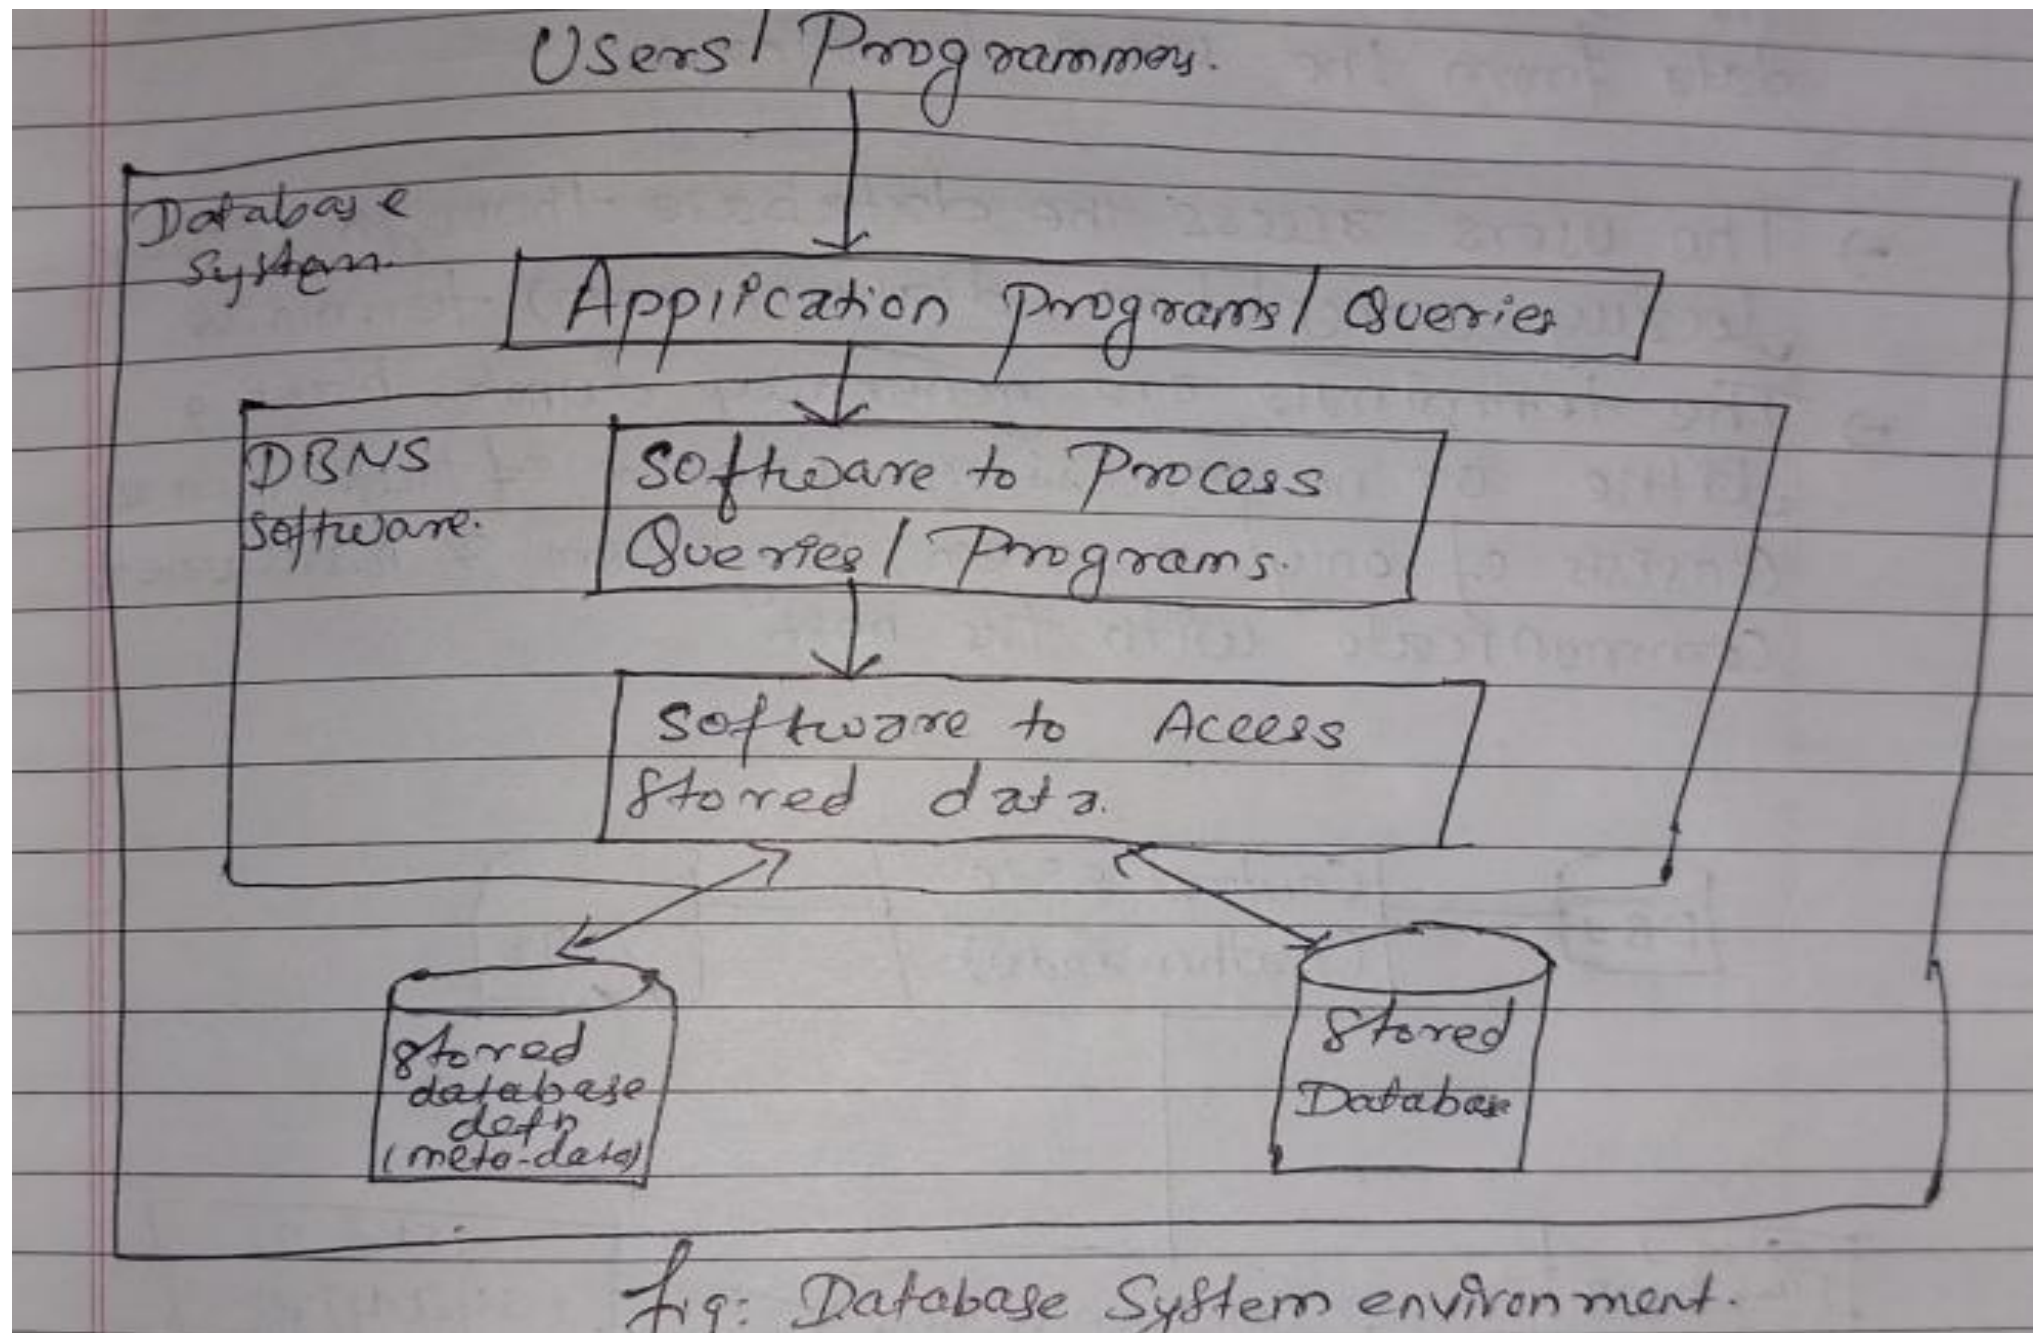 Users/ Programmers.
Database
System.
Application Programs/ Queries
DBNS
Software.
Software to Process
Queries/ Programs.
Software to Access
Stored data.
Stored
database
defn
(meta-data)
Stored
Database
fig: Database System environment.